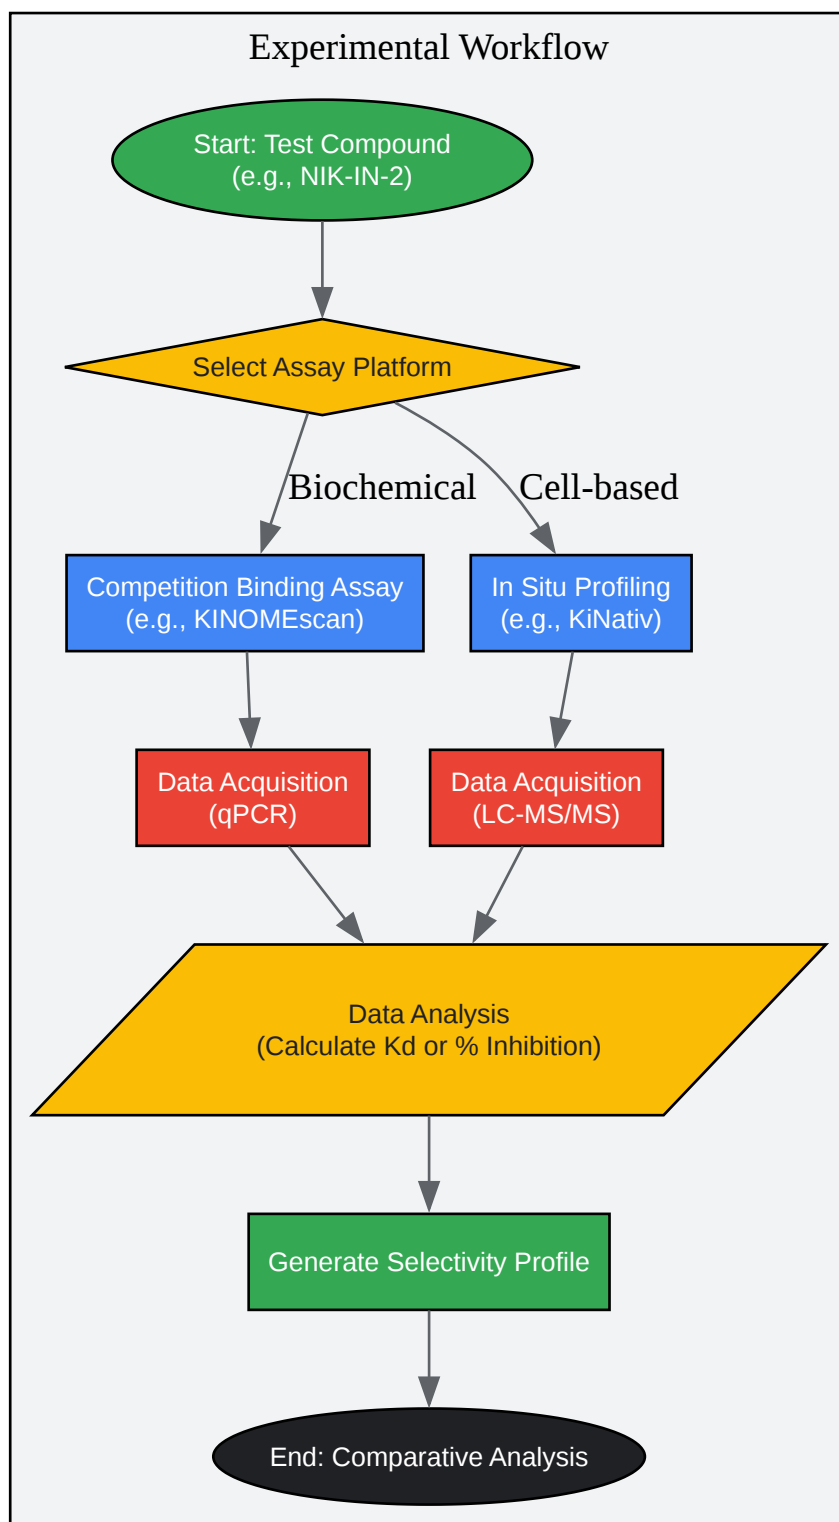 Experimental Workflow
Start: Test Compound
(e.g., NIK-IN-2)
Select Assay Platform
Biochemical
Cell-based
Competition Binding Assay
(e.g., KINOMEscan)
In Situ Profiling
(e.g., KiNativ)
Data Acquisition
(qPCR)
Data Acquisition
(LC-MS/MS)
Data Analysis
(Calculate Kd or % Inhibition)
Generate Selectivity Profile
End: Comparative Analysis